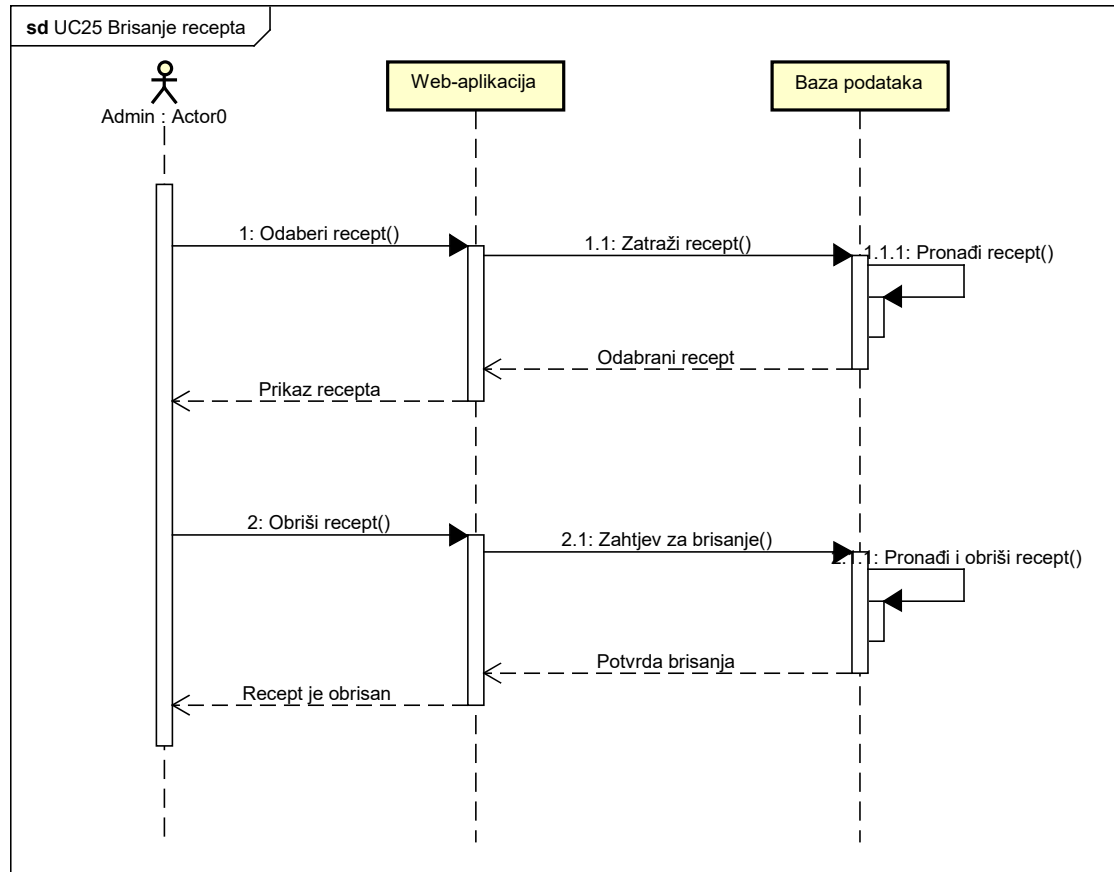 sd UC25 Brisanje recepta
Admin : Actor0
Web-aplikacija
Baza podataka
1: Odaberi recept()
1.1: Zatraži recept()
1.1.1: Pronađi recept()
Odabrani recept
Prikaz recepta
2: Obriši recept()
2.1: Zahtjev za brisanje()
2.1.1: Pronađi i obriši recept()
Potvrda brisanja
Recept je obrisan